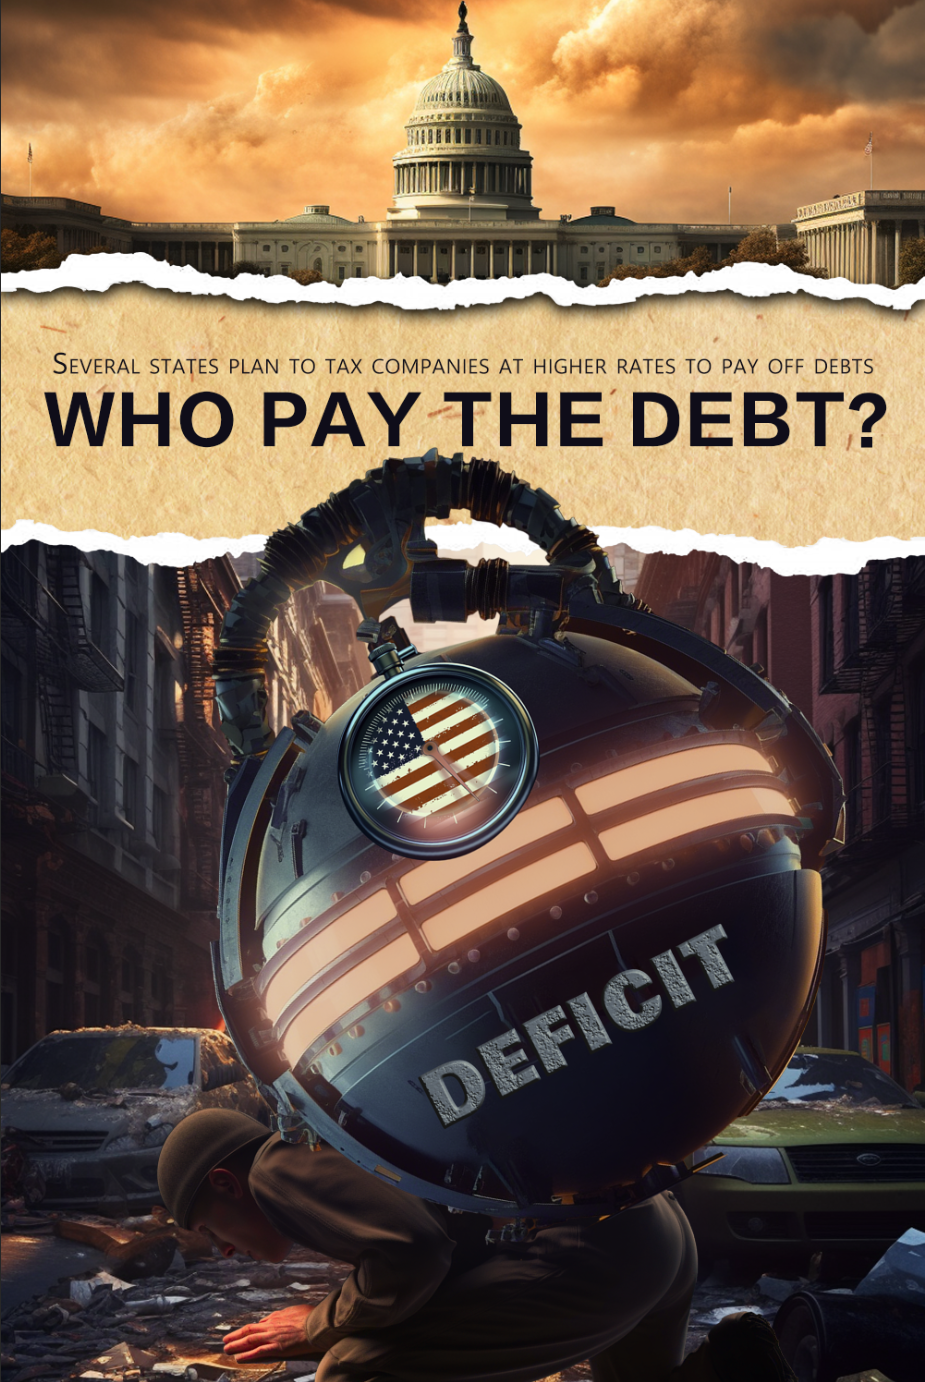 Several states plan to tax companies at higher rates to pay off debts
WHO PAY THE DEBT?
DEFICIT